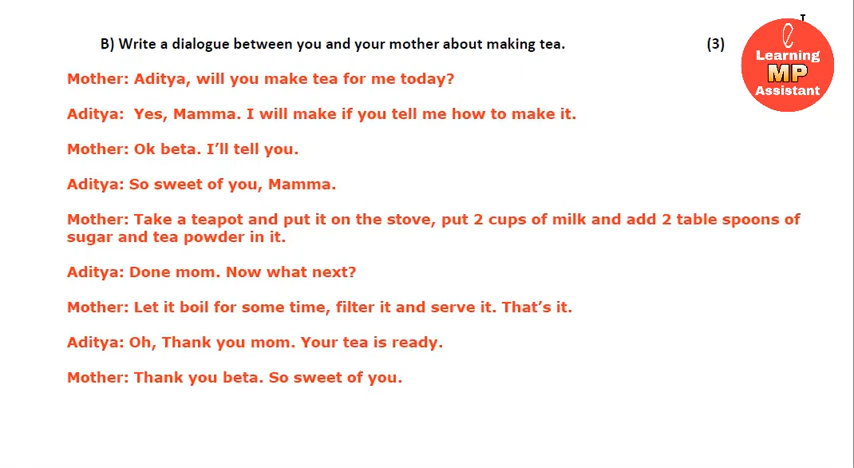 B) Write a dialogue between you and your mother about making tea. (3)
Learning
MP
Assistant
Mother: Aditya, will you make tea for me today?
Aditya: Yes, Mamma. I will make if you tell me how to make it.
Mother: Ok beta. I'll tell you.
Aditya: So sweet of you, Mamma.
Mother: Take a teapot and put it on the stove, put 2 cups of milk and add 2 table spoons of
sugar and tea powder in it.
Aditya: Done mom. Now what next?
Mother: Let it boil for some time, filter it and serve it. That's it.
Aditya: Oh, Thank you mom. Your tea is ready.
Mother: Thank you beta. So sweet of you.